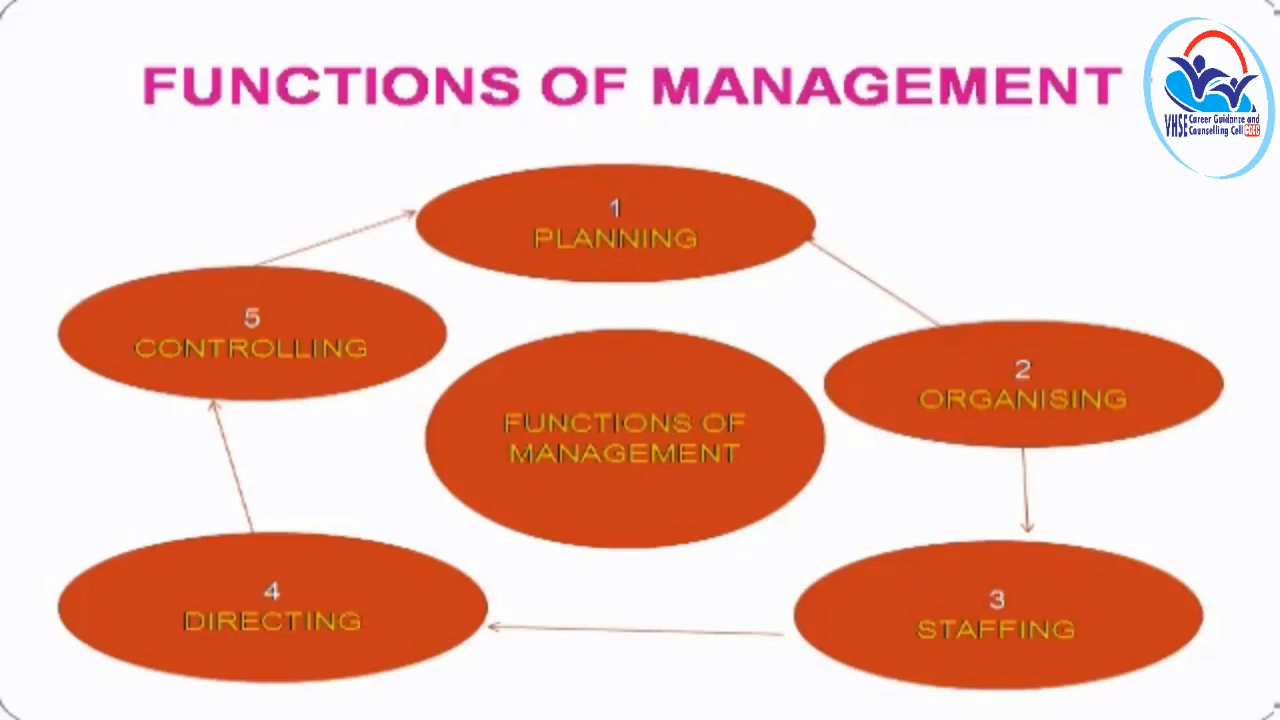 FUNCTIONS OF MANAGEMENT
VHSE Career Guidance and
Counselling Cell CGCC
1
PLANNING
5
CONTROLLING
2
ORGANISING
FUNCTIONS OF
MANAGEMENT
4
DIRECTING
3
STAFFING